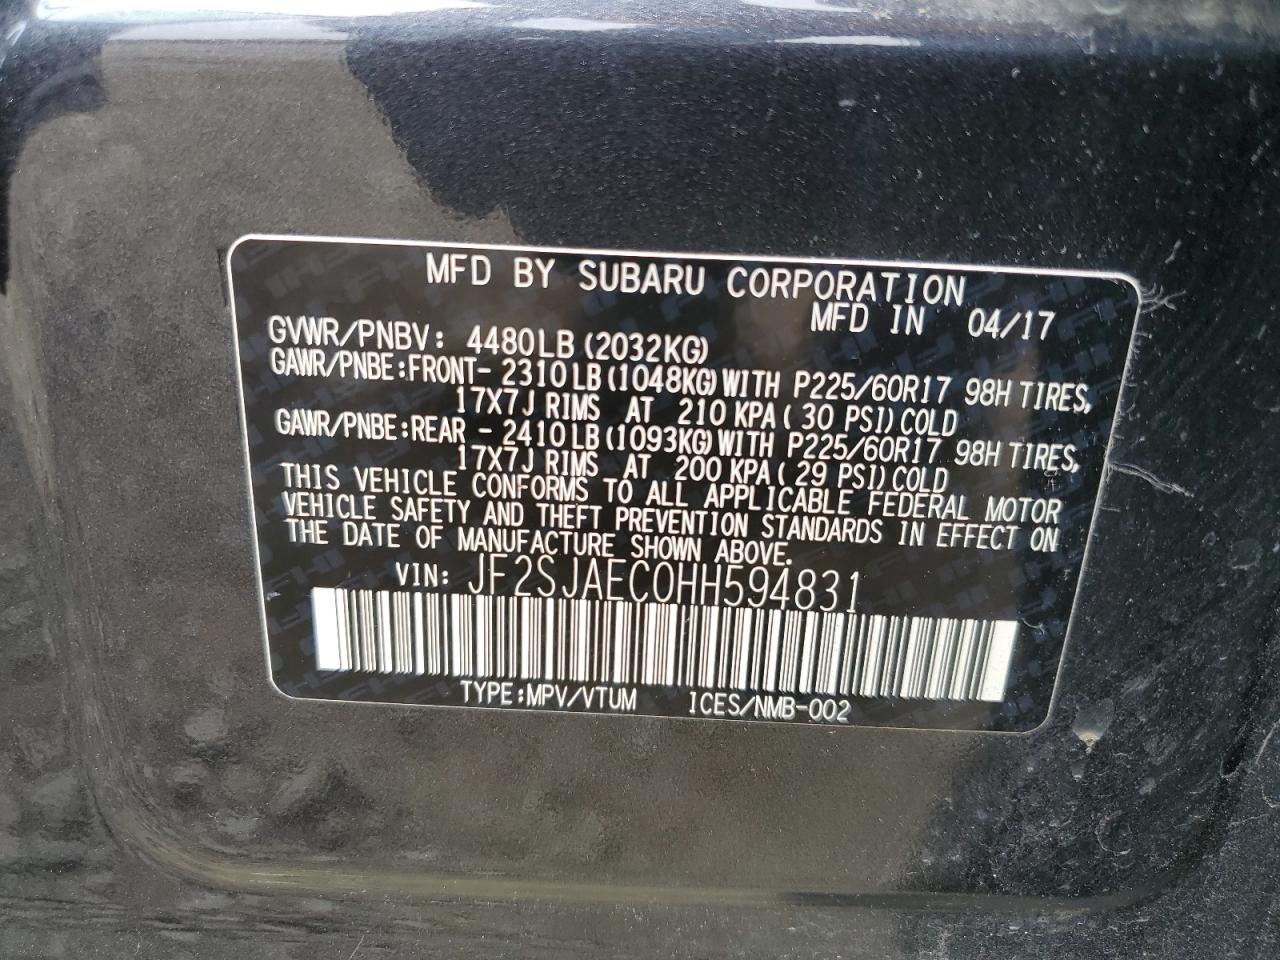 MFD BY SUBARU CORPORATION
MFD IN 04/17
GVWR/PNBV: 4480LB (2032KG)
GAWR/PNBE:FRONT- 2310 LB (1048KG) WITH P225/60R17 98H TIRES,
17X7J RIMS AT 210 KPA ( 30 PSI) COLD
GAWR/PNBE:REAR - 2410 LB (1093KG) WITH P225/60R17 98H TIRES,
17X7J RIMS AT 200 KPA ( 29 PSI) COLD
THIS VEHICLE CONFORMS TO ALL APPLICABLE FEDERAL MOTOR
VEHICLE SAFETY AND THEFT PREVENTION STANDARDS IN EFFECT ON
THE DATE OF MANUFACTURE SHOWN ABOVE.
VIN: JF2SJAEC0HH594831
TYPE:MPV/VTUM ICES/NMB-002